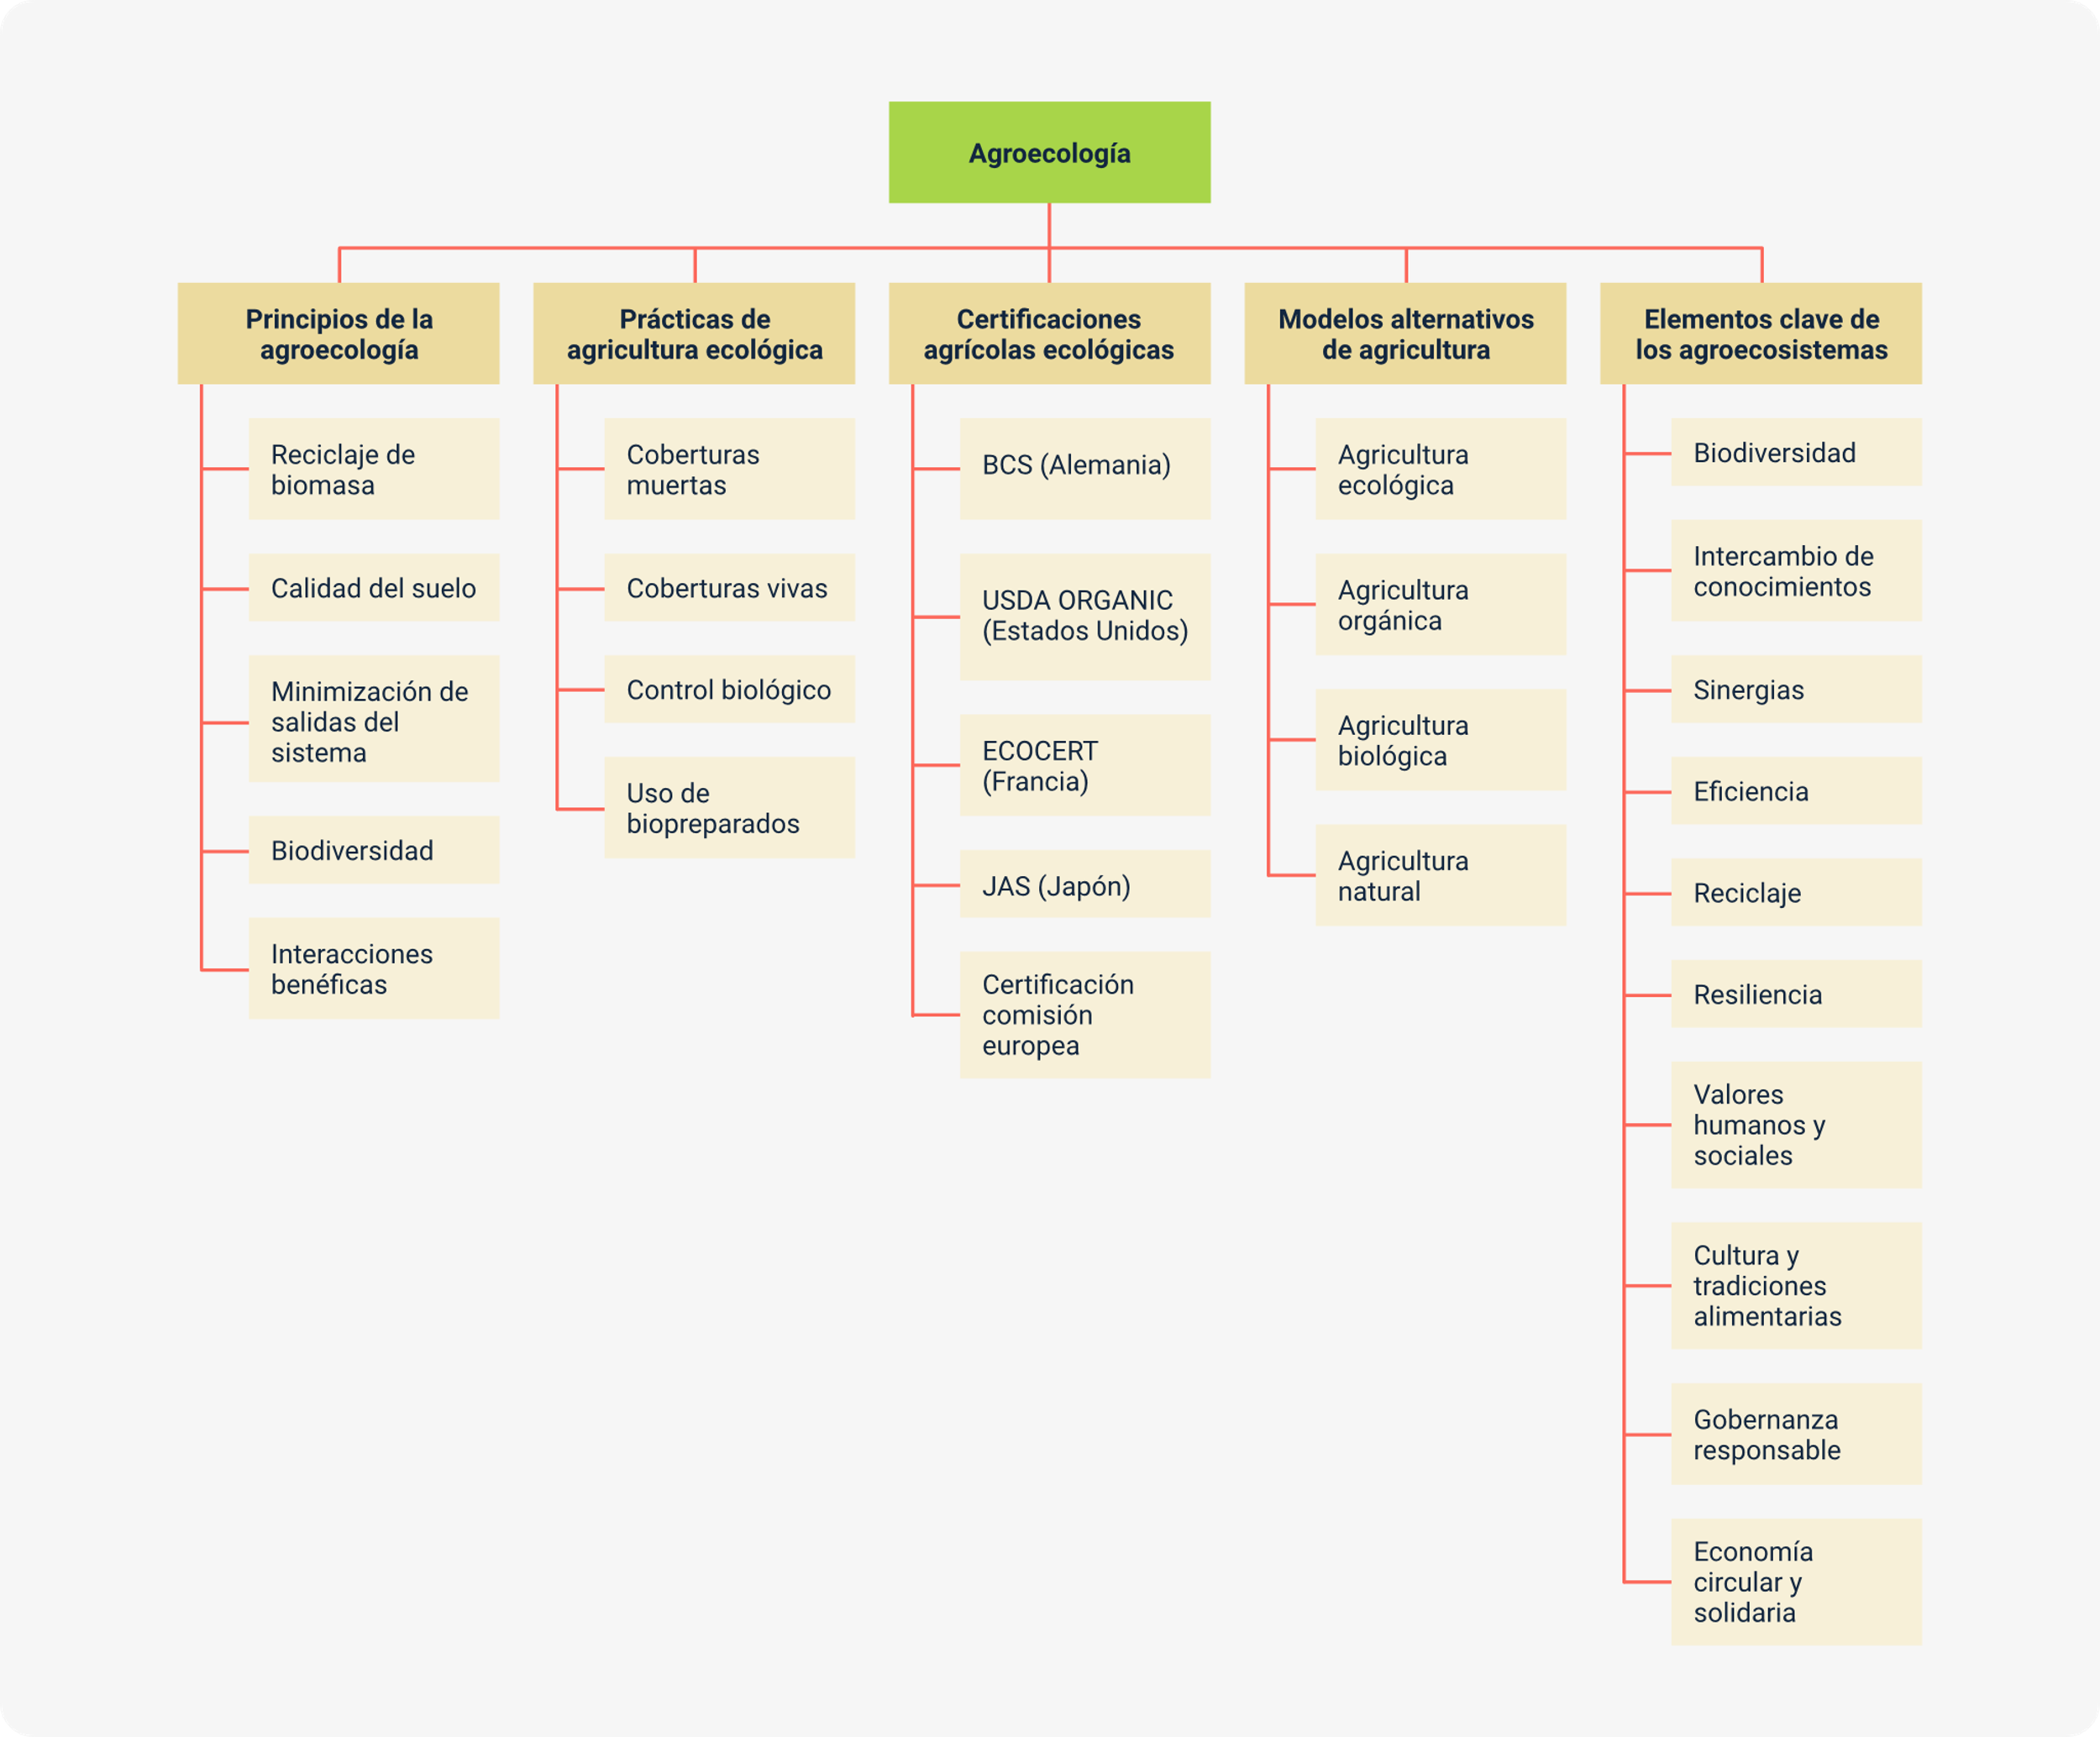 Agroecología
Principios de la
agroecología
Reciclaje de
biomasa
Calidad del suelo
Minimización de
salidas del
sistema
Biodiversidad
Interacciones
benéficas
Prácticas de
agricultura ecológica
Coberturas
muertas
Coberturas vivas
Control biológico
Uso de
biopreparados
Certificaciones
agrícolas ecológicas
BCS (Alemania)
USDA ORGANIC
(Estados Unidos)
ECOCERT
(Francia)
JAS (Japón)
Certificación
comisión
europea
Modelos alternativos
de agricultura
Agricultura
ecológica
Agricultura
orgánica
Agricultura
biológica
Agricultura
natural
Elementos clave de
los agroecosistemas
Biodiversidad
Intercambio de
conocimientos
Sinergias
Eficiencia
Reciclaje
Resiliencia
Valores
humanos y
sociales
Cultura y
tradiciones
alimentarias
Gobernanza
responsable
Economía
circular y
solidaria